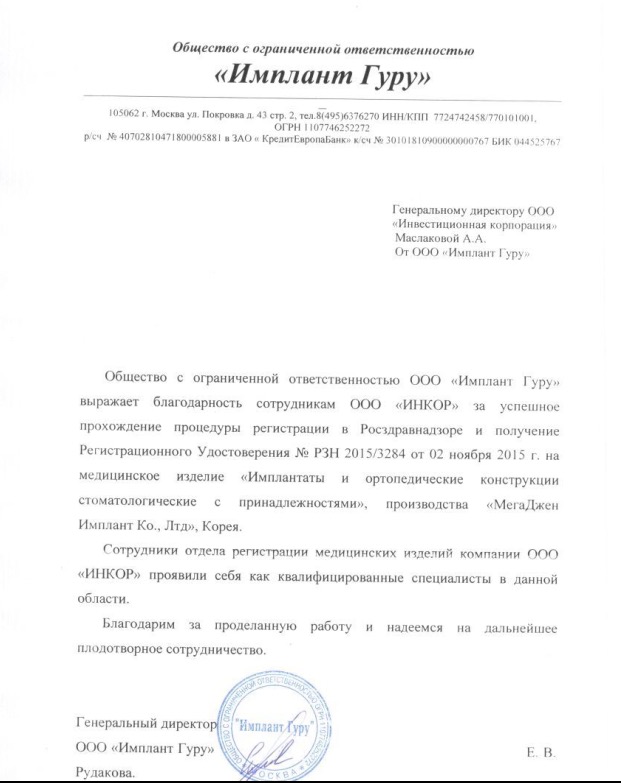 Общество с ограниченной ответственностью
«Имплант Гуру»
105062 г. Москва ул. Покровка д. 43 стр. 2, тел.8(495)6376270 ИНН/КПП 7724742458/770101001,
ОГРН 1107746252272
р/сч № 40702810471800005881 в ЗАО « КредитЕвропаБанк» к/сч № 30101810900000000767 БИК 044525767
Генеральному директору ООО
«Инвестиционная корпорация»
Маслаковой А.А.
От ООО «Имплант Гуру»
Общество с ограниченной ответственностью ООО «Имплант Гуру»
выражает благодарность сотрудникам ООО «ИНКОР» за успешное
прохождение процедуры регистрации в Росздравнадзоре и получение
Регистрационного Удостоверения № РЗН 2015/3284 от 02 ноября 2015 г. на
медицинское изделие «Имплантаты и ортопедические конструкции
стоматологические с принадлежностями», производства «МегаДжен
Имплант Ко., Лтд», Корея.
Сотрудники отдела регистрации медицинских изделий компании ООО
«ИНКОР» проявили себя как квалифицированные специалисты в данной
области.
Благодарим за проделанную работу и надеемся на дальнейшее
плодотворное сотрудничество.
Генеральный директор
ООО «Имплант Гуру» Е. В.
Рудакова.
"Имплант Гуру"
МОСКВА